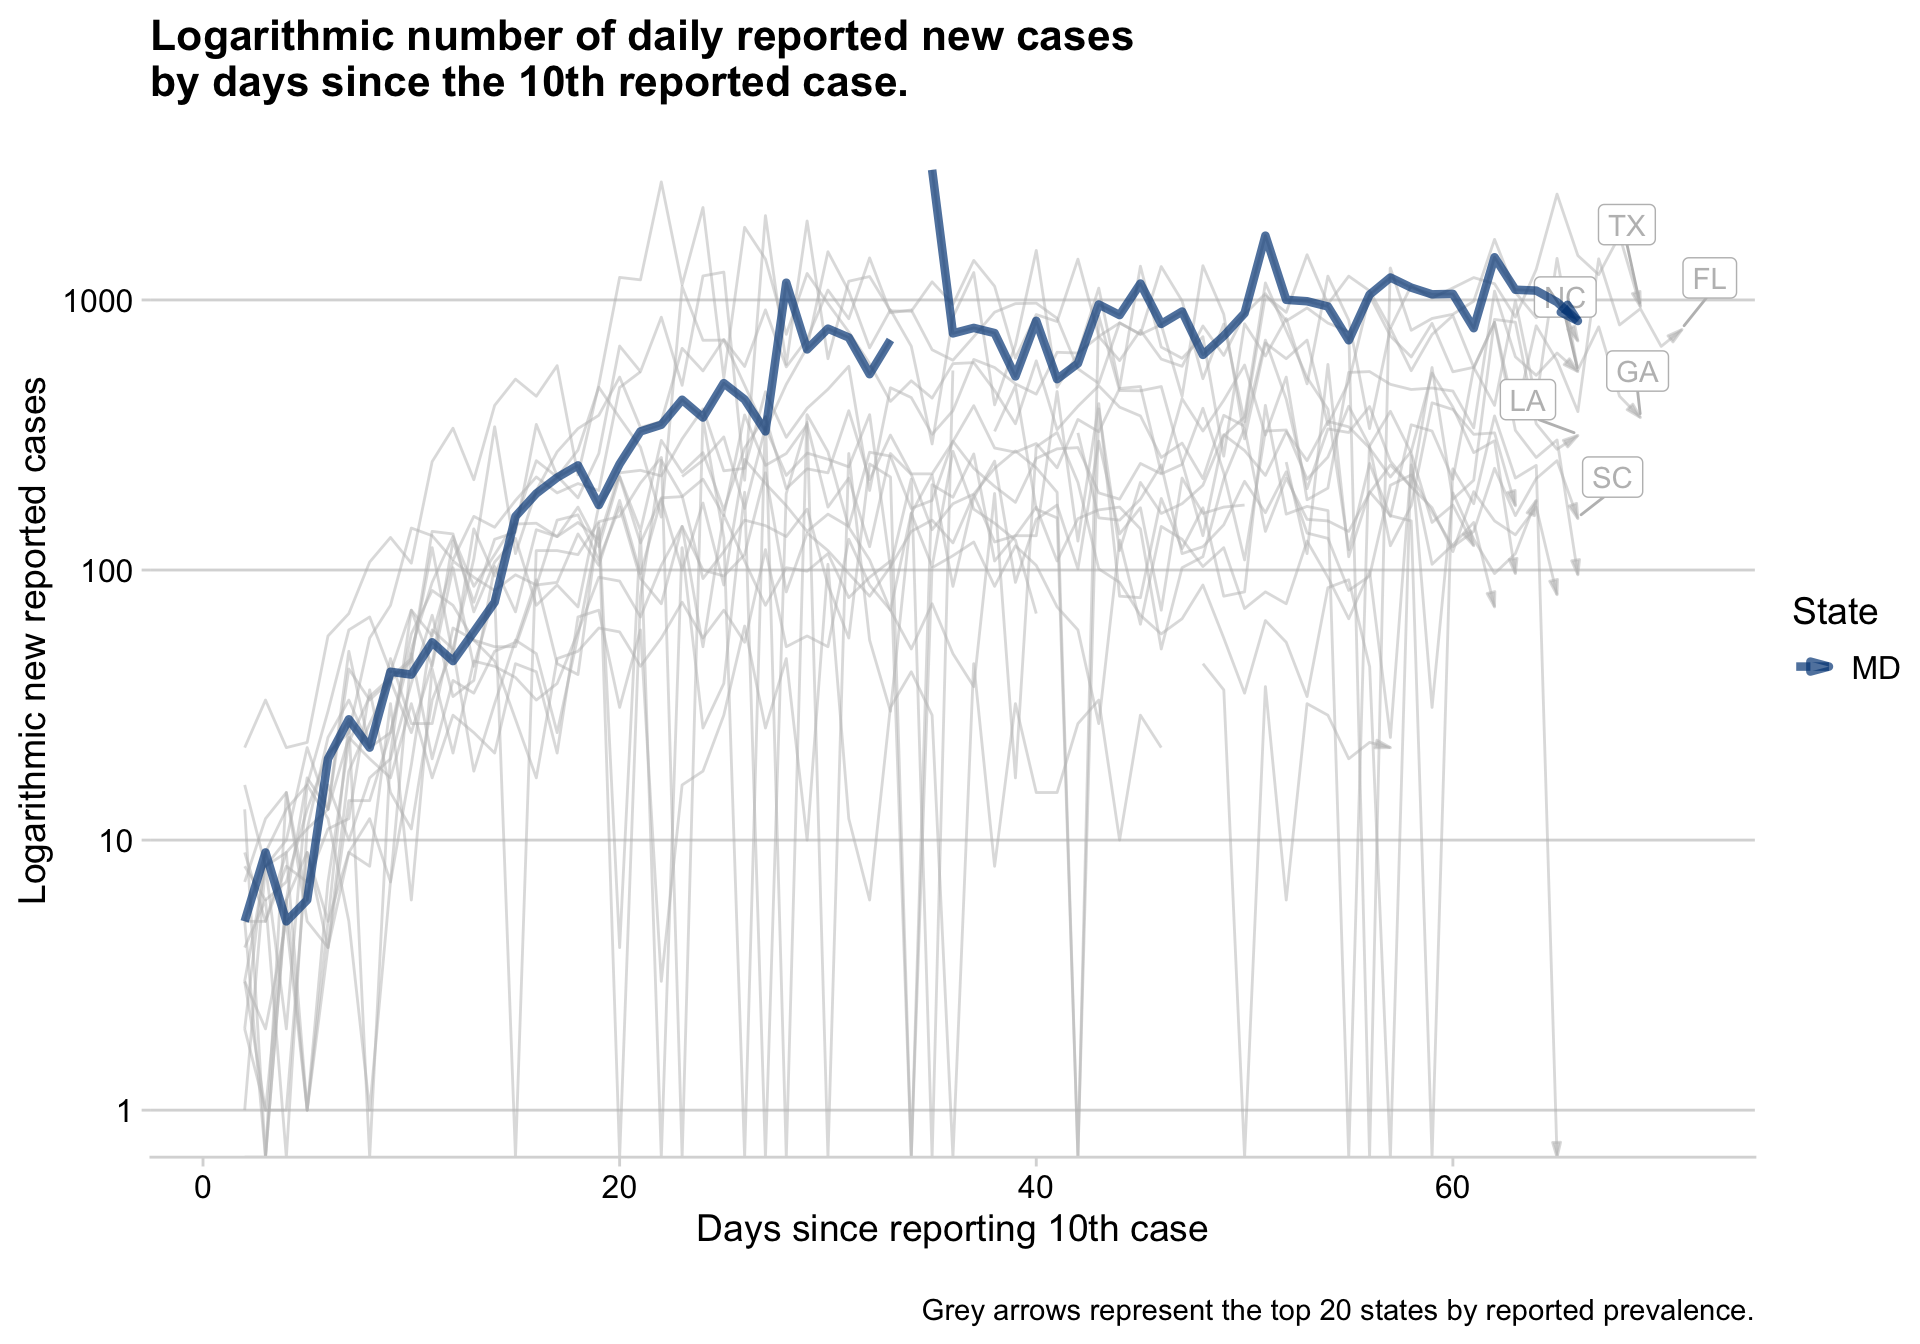 Logarithmic number of daily reported new cases
by days since the 10th reported case.
Logarithmic new reported cases
1000
100
10
1
TX
FL
NC
GA
LA
SC
State
MD
0
20
40
60
Days since reporting 10th case
Grey arrows represent the top 20 states by reported prevalence.